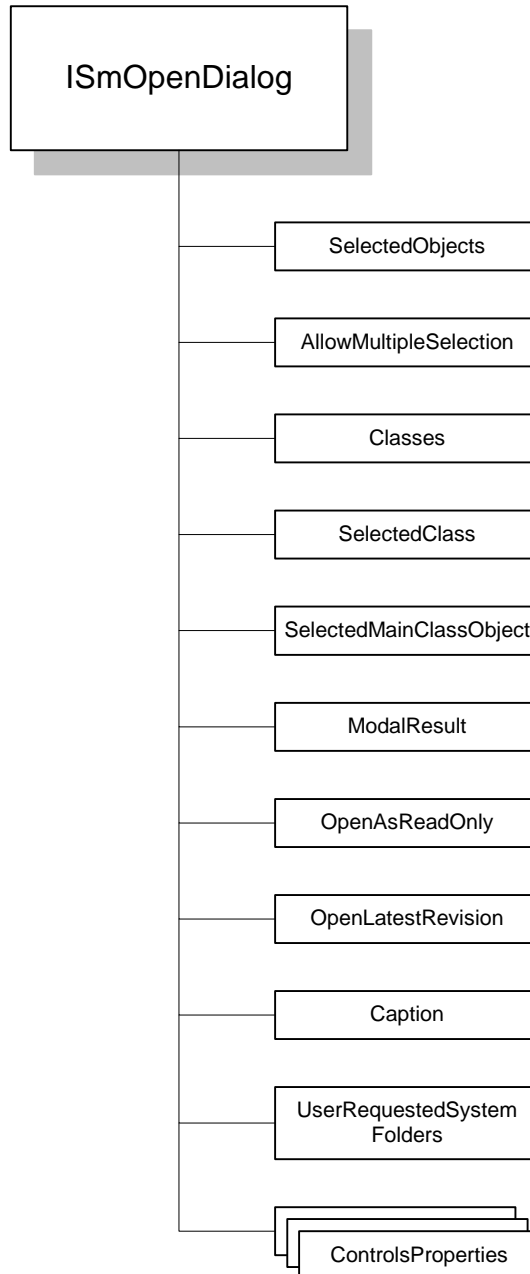 ISmOpenDialog
SelectedObjects
AllowMultipleSelection
Classes
SelectedClass
SelectedMainClassObject
ModalResult
OpenAsReadOnly
OpenLatestRevision
Caption
UserRequestedSystem
Folders
ControlsProperties